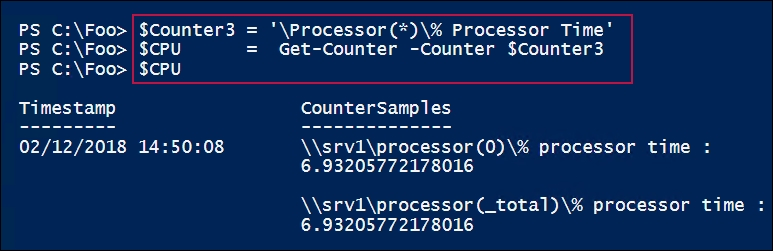 PS C:\Foo> $Counter3 = '\Processor(*)\% Processor Time'
PS C:\Foo> $CPU      =  Get-Counter -Counter $Counter3
PS C:\Foo> $CPU
Timestamp                 CounterSamples
---------                 --------------
02/12/2018 14:50:08       \\srv1\processor(0)\% processor time :
                          6.93205772178016
                          \\srv1\processor(_total)\% processor time :
                          6.93205772178016